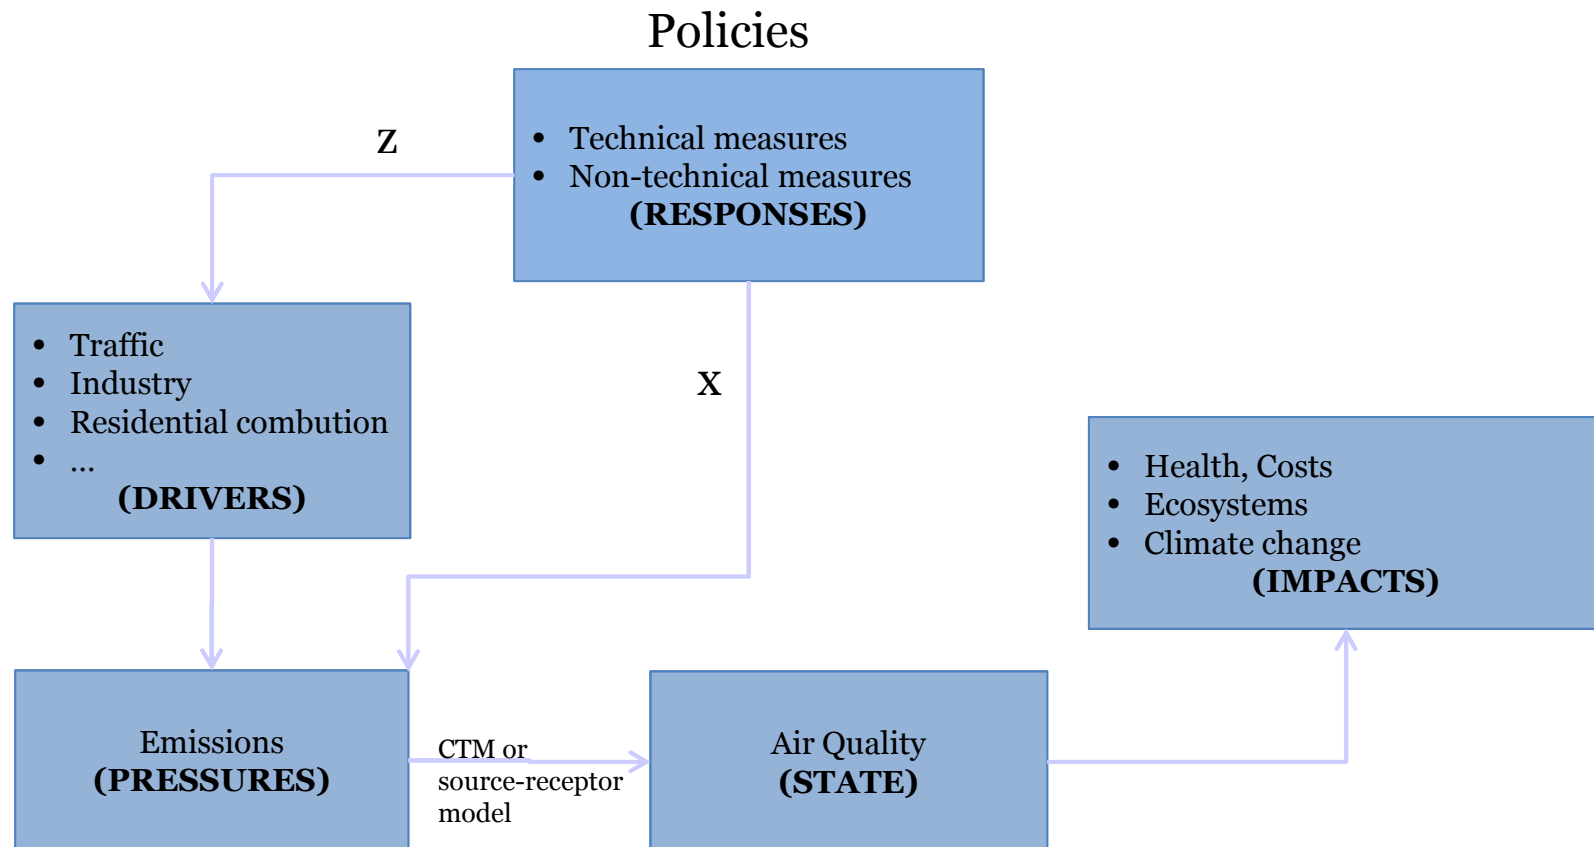 Policies
• Technical measures
• Non-technical measures
(RESPONSES)
z
x
• Traffic
• Industry
• Residential combution
• ...
(DRIVERS)
• Health, Costs
• Ecosystems
• Climate change
(IMPACTS)
Emissions
(PRESSURES)
CTM or
source-receptor
model
Air Quality
(STATE)